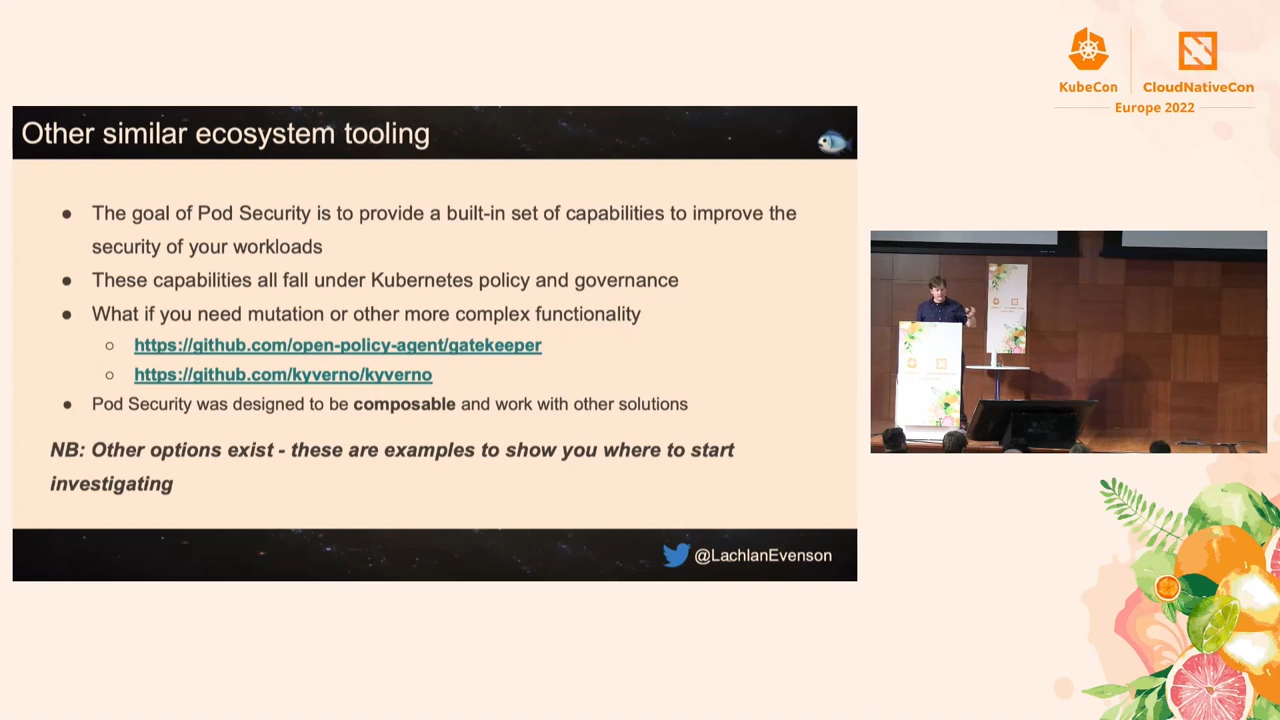 KubeCon
CloudNativeCon
Europe 2022
Other similar ecosystem tooling
● The goal of Pod Security is to provide a built-in set of capabilities to improve the
security of your workloads
● These capabilities all fall under Kubernetes policy and governance
● What if you need mutation or other more complex functionality
○ https://github.com/open-policy-agent/gatekeeper
○ https://github.com/kyverno/kyverno
● Pod Security was designed to be composable and work with other solutions
NB: Other options exist - these are examples to show you where to start
investigating
@LachlanEvenson